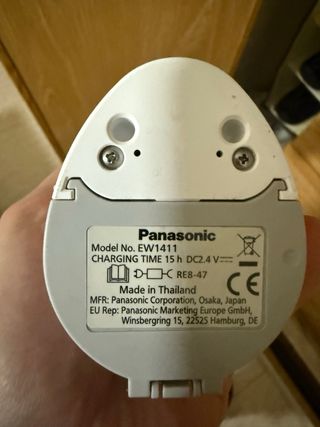 Panasonic
Model No. EW1411
CHARGING TIME 15 h DC2.4 V
RE8-47
Made in Thailand
MFR: Panasonic Corporation, Osaka, Japan
EU Rep: Panasonic Marketing Europe GmbH,
Winsbergring 15, 22525 Hamburg, DE